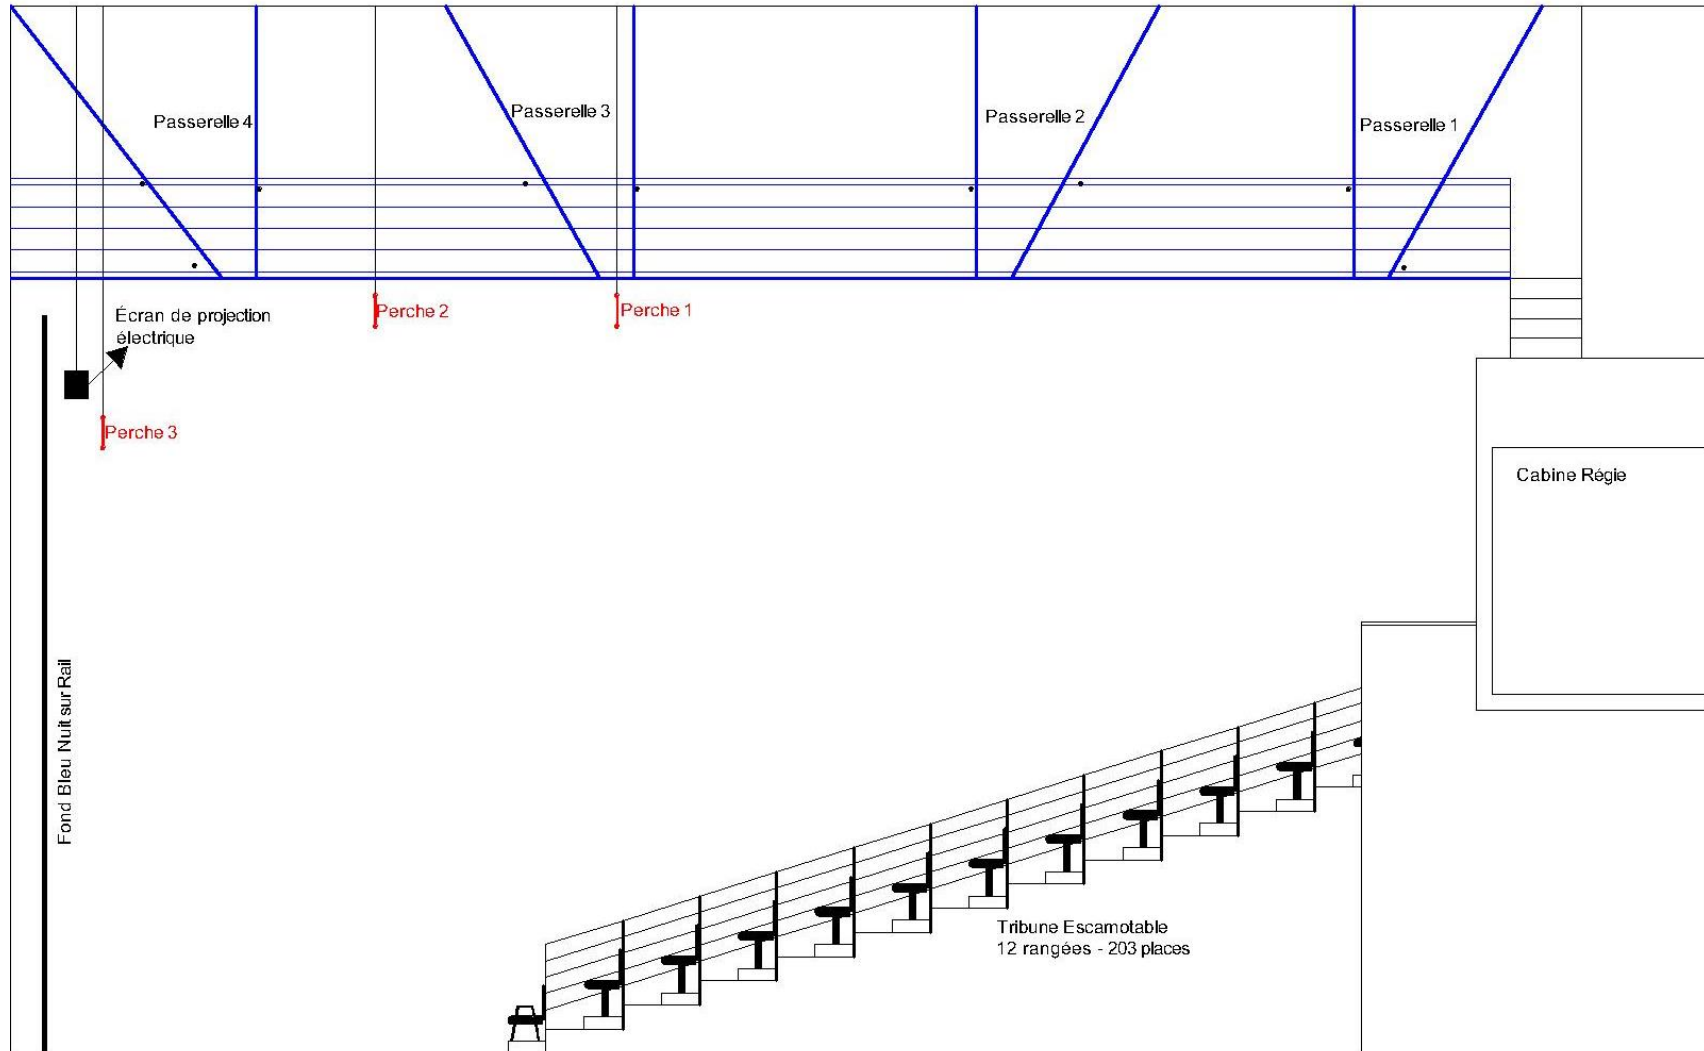 Passerelle 4
Passerelle 3
Passerelle 2
Passerelle 1
Écran de projection
électrique
Perche 2
Perche 1
Perche 3
Cabine Régie
Fond Bleu Nuit sur Rail
Tribune Escamotable
12 rangées - 203 places